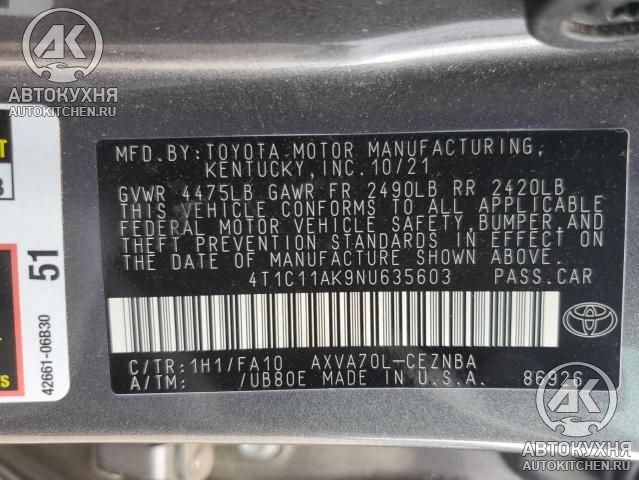 АВТОКУХНЯ
AUTOKITCHEN.RU
MFD.BY:TOYOTA MOTOR MANUFACTURING,
KENTUCKY, INC. 10/21
GVWR 4475LB GAWR FR 2490LB RR 2420LB
THIS VEHICLE CONFORMS TO ALL APPLICABLE
FEDERAL MOTOR VEHICLE SAFETY,BUMPER,AND
THEFT PREVENTION STANDARDS IN EFFECT ON
THE DATE OF MANUFACTURE SHOWN ABOVE.
4T1C11AK9NU635603 PASS.CAR
C/TR:1H1/FA10 AXVA70L-CEZNBA
A/TM: /UB80E MADE IN U.S.A. 86926
TOYOTA
51
42661-06B30
АВТОКУХНЯ
AUTOKITCHEN.RU